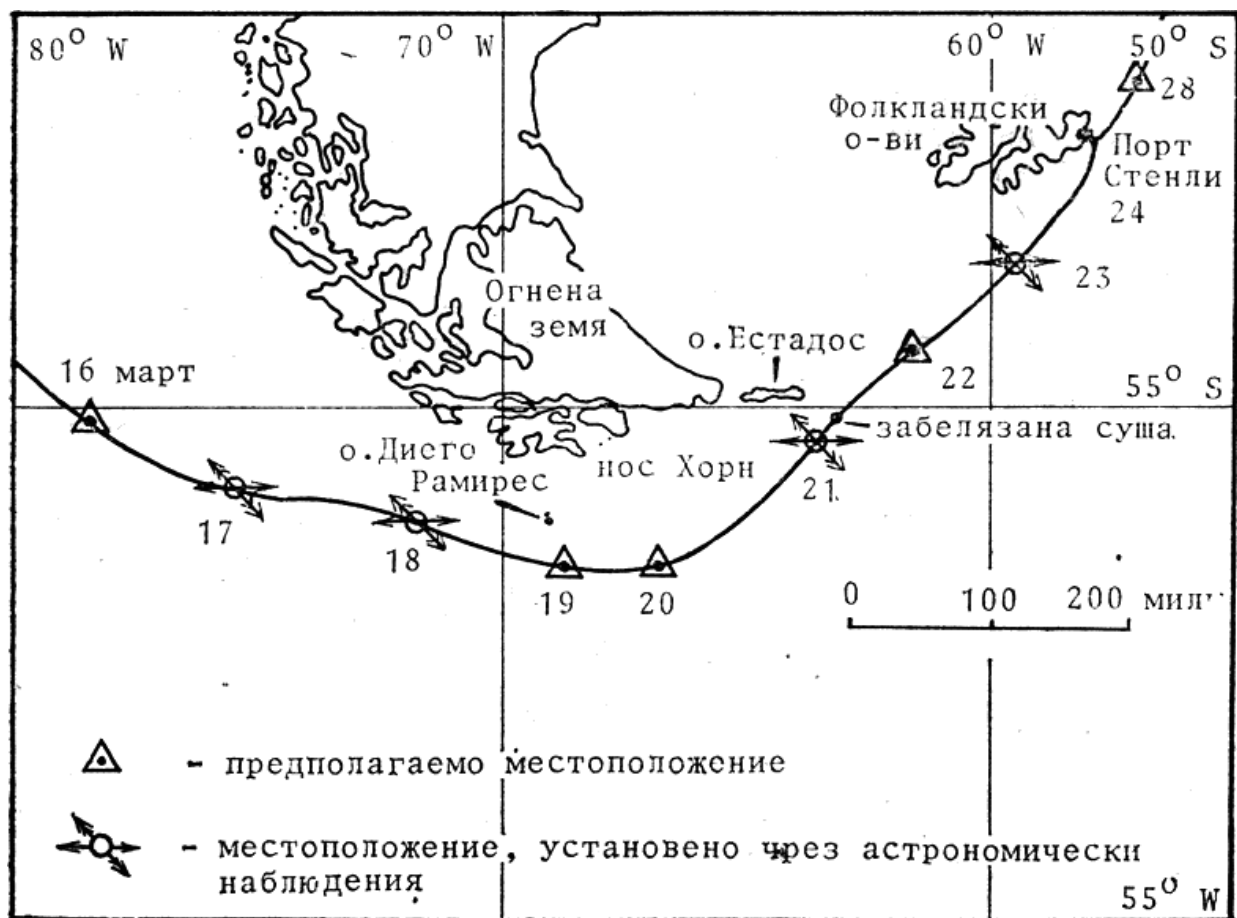 80° W
70° W
60° W
50° S
28
Фолкландски
о-ви
Порт
Стенли
24
23
Огнена
земя
о.Естадос
22
16 март
55° S
забелязана суша
о.Диего
Рамирес
нос Хорн
21
17
18
19
20
0 100 200 мили
- предполагаемо местоположение
- местоположение, установено чрез астрономически
наблюдения
55° W